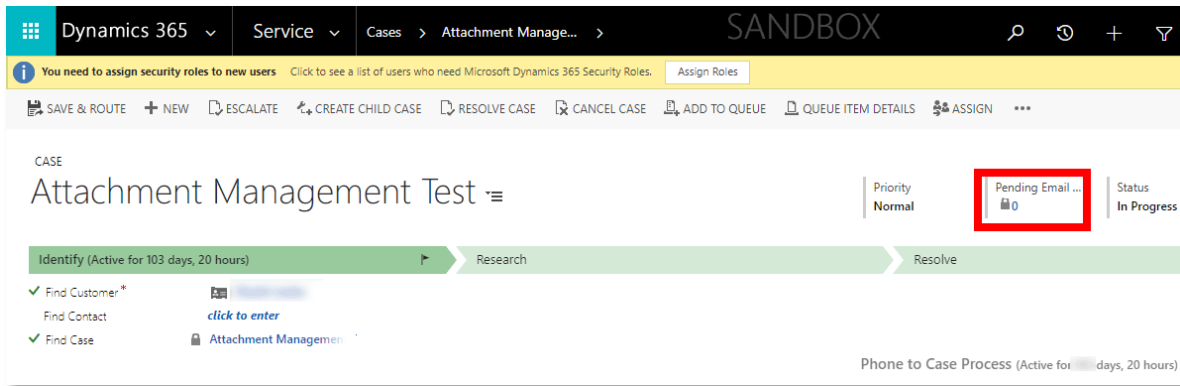 Dynamics 365 Service Cases > Attachment Manage... > SANDBOX
You need to assign security roles to new users Click to see a list of users who need Microsoft Dynamics 365 Security Roles. Assign Roles
SAVE & ROUTE NEW ESCALATE CREATE CHILD CASE RESOLVE CASE CANCEL CASE ADD TO QUEUE QUEUE ITEM DETAILS ASSIGN ...
CASE
Attachment Management Test
Priority Pending Email ... Status
Normal 0 In Progress
Identify (Active for 103 days, 20 hours) Research Resolve
Find Customer*
Find Contact click to enter
Find Case Attachment Managemen
Phone to Case Process (Active for days, 20 hours)